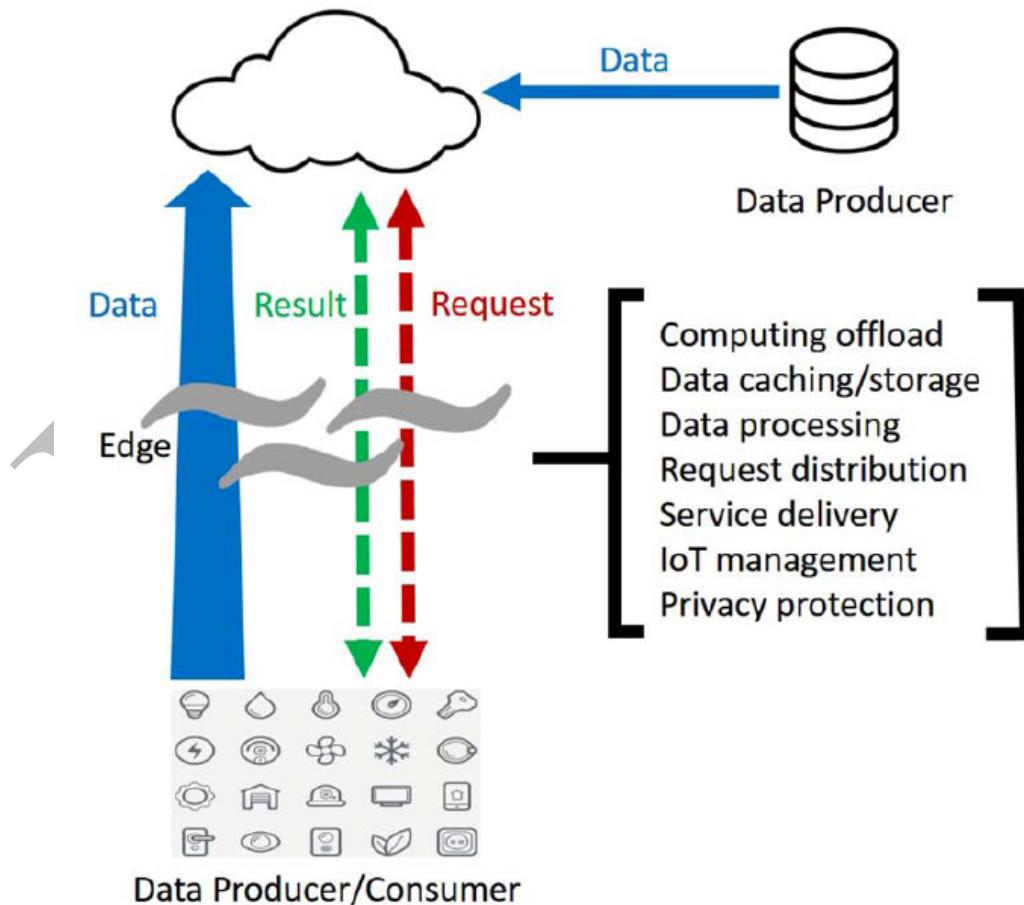 Data
Data Producer
Data
Result
Request
Edge
Computing offload
Data caching/storage
Data processing
Request distribution
Service delivery
IoT management
Privacy protection
Data Producer/Consumer